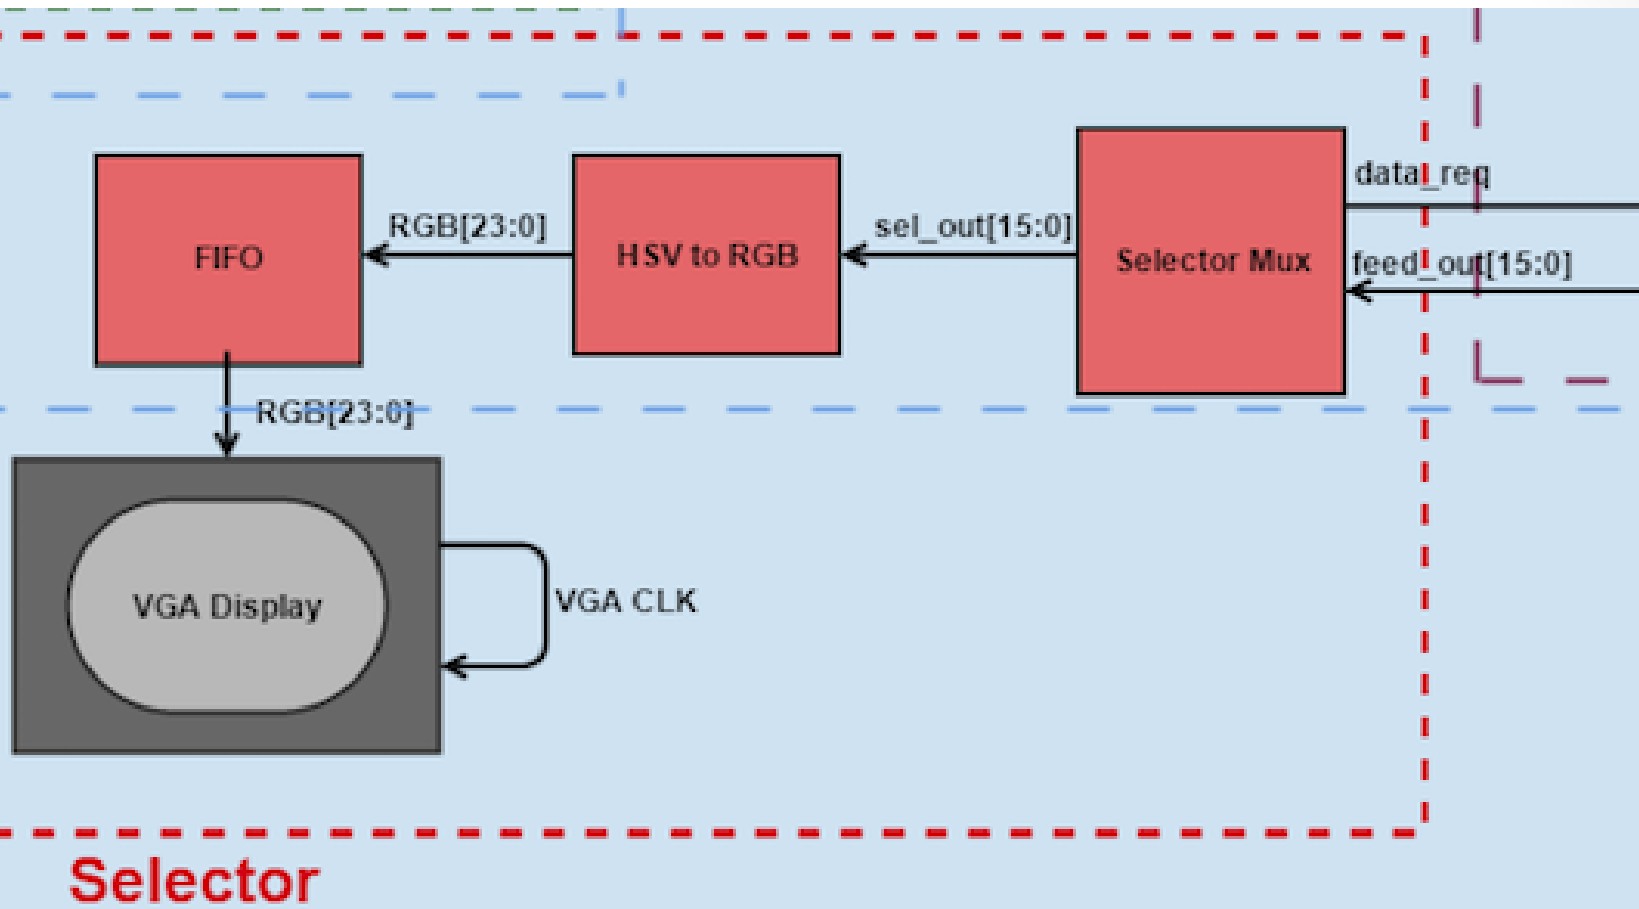 data_req
RGB[23:0]
sel_out[15:0]
FIFO
HSV to RGB
Selector Mux
feed_out[15:0]
RGB[23:0]
VGA Display
VGA CLK
Selector